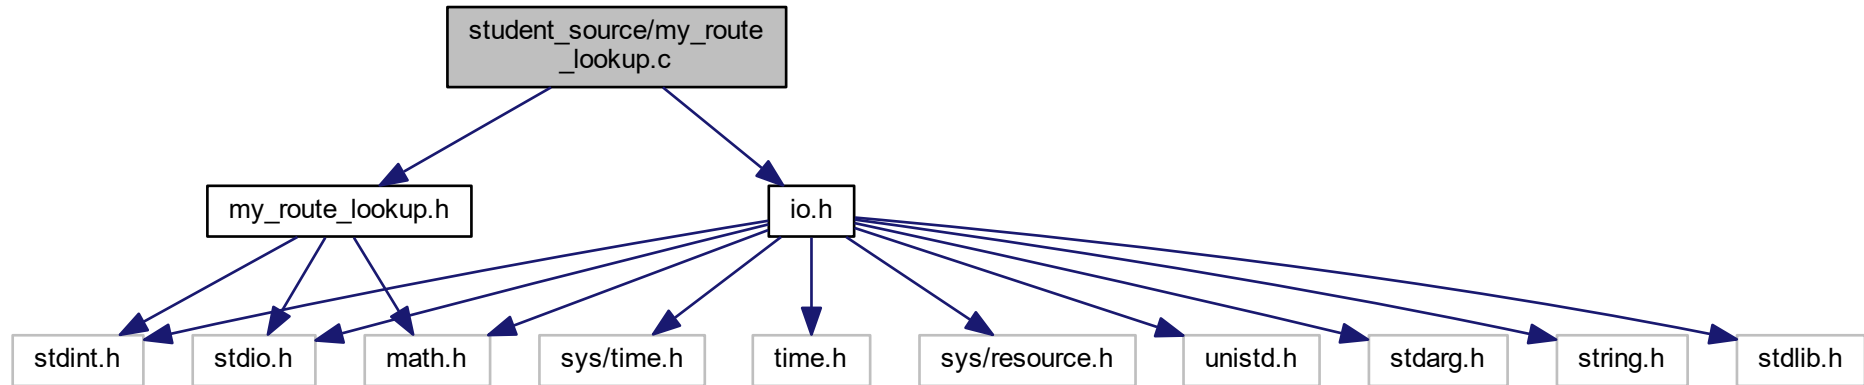 student_source/my_route
_lookup.c
my_route_lookup.h
io.h
stdint.h
stdio.h
math.h
sys/time.h
time.h
sys/resource.h
unistd.h
stdarg.h
string.h
stdlib.h